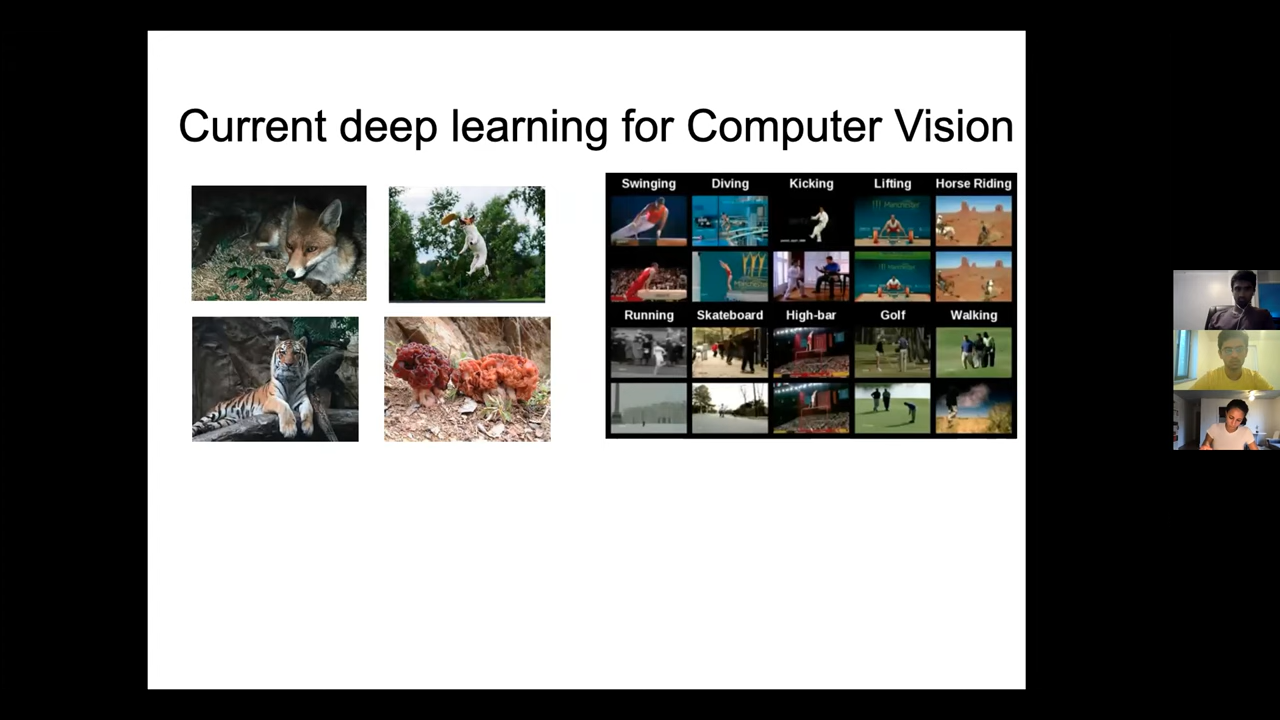 Current deep learning for Computer Vision
Swinging Diving Kicking Lifting Horse Riding
Running Skateboard High-bar Golf Walking